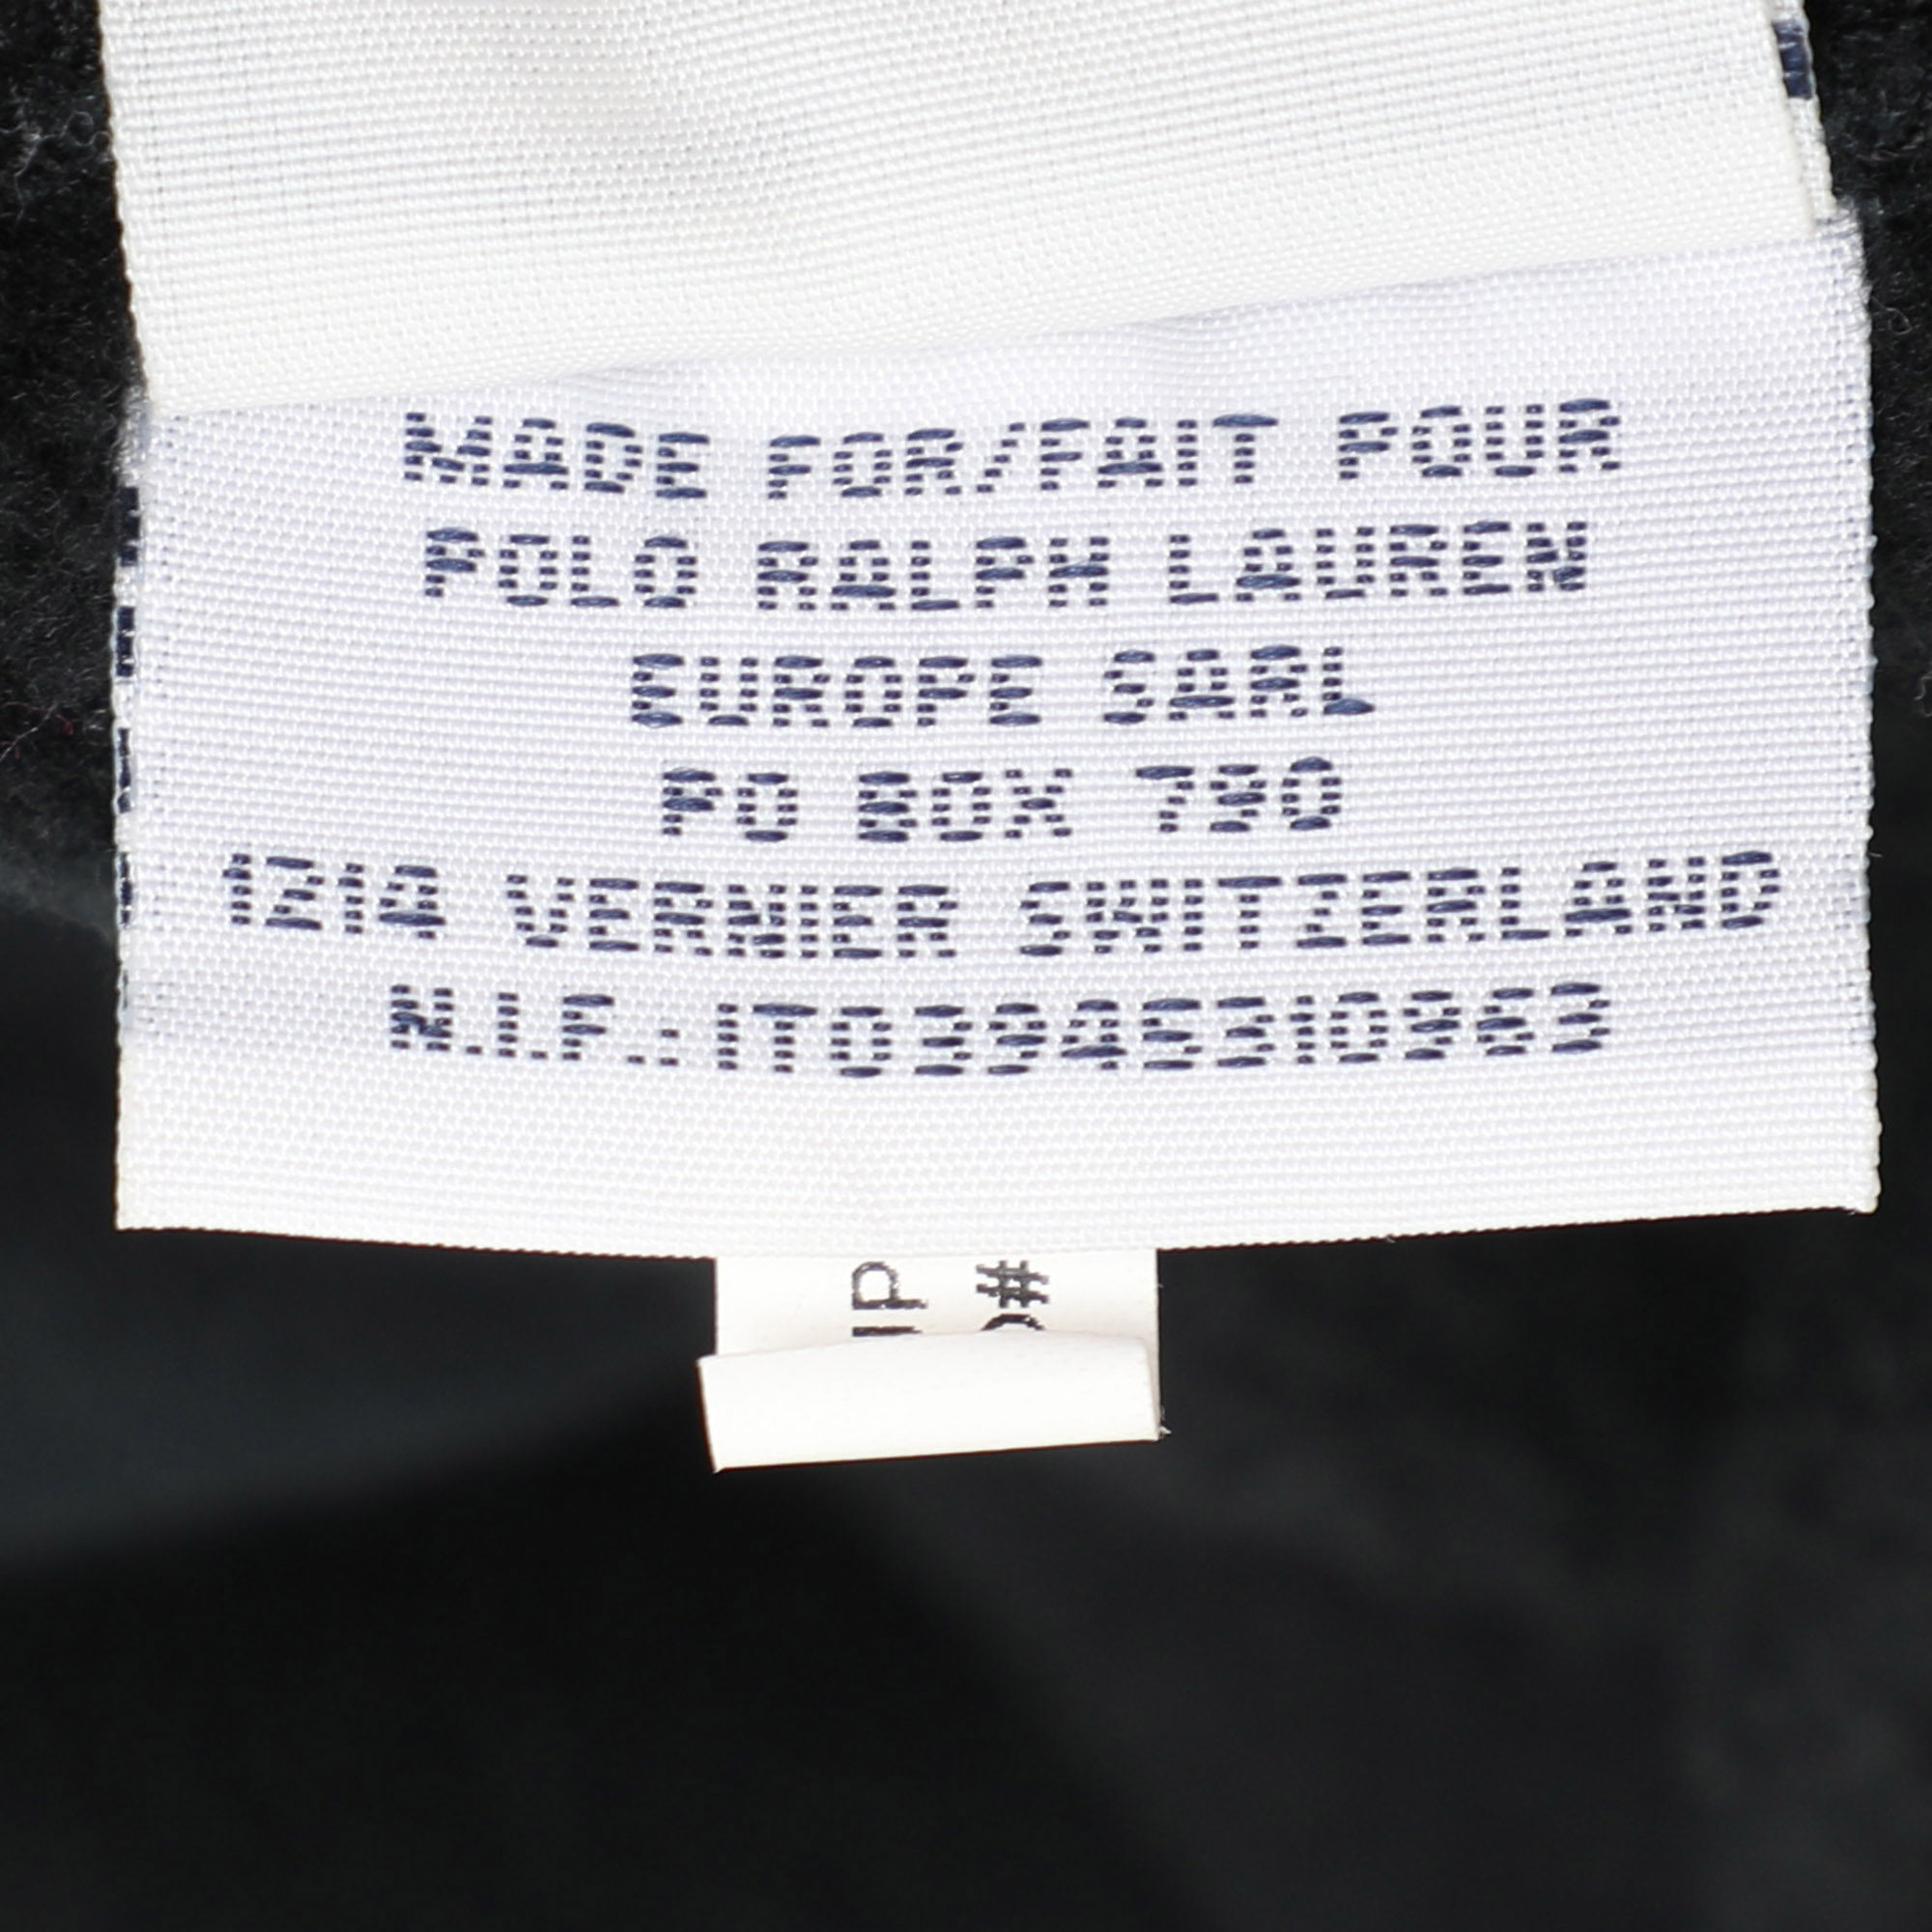 MADE FOR/FAIT POUR
POLO RALPH LAUREN
EUROPE SARL
PO BOX 790
1214 VERNIER SWITZERLAND
N.I.F.: IT03945310963